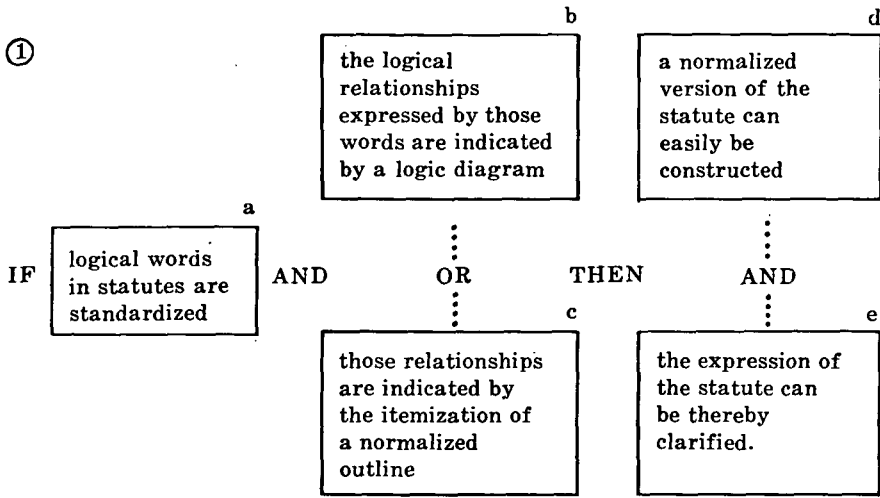 ①
b
the logical
relationships
expressed by those
words are indicated
by a logic diagram
d
a normalized
version of the
statute can
easily be
constructed
IF
a
logical words
in statutes are
standardized
AND
OR
THEN
AND
c
those relationships
are indicated by
the itemization of
a normalized
outline
e
the expression of
the statute can
be thereby
clarified.